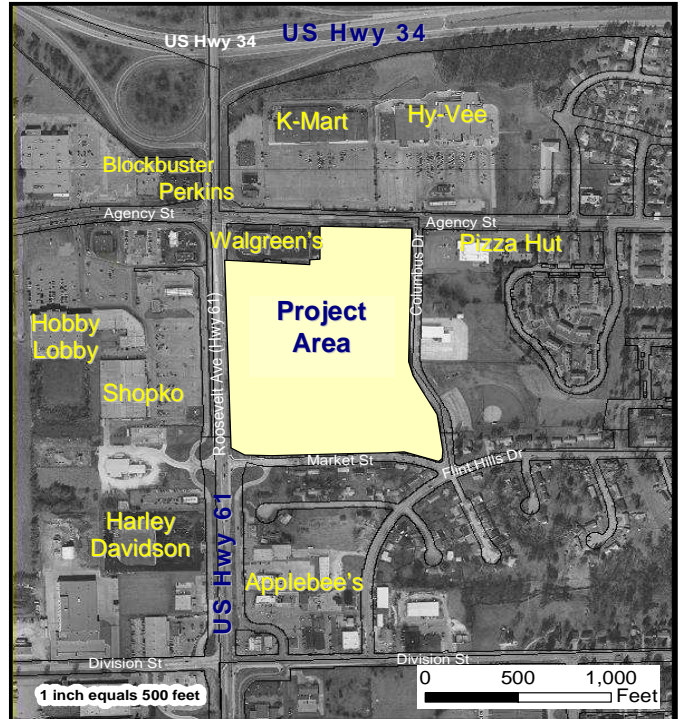 US Hwy 34
US Hwy 34
K-Mart
Hy-Vee
Blockbuster
Perkins
Agency St
Agency St
Walgreen's
Pizza Hut
Columbus Dr
Project
Area
Hobby
Lobby
Roosevelt Ave (Hwy 61)
Shopko
Market St
Flint Hills Dr
US Hwy 61
Harley
Davidson
Applebee's
Division St
Division St
0 500 1,000
Feet
1 inch equals 500 feet